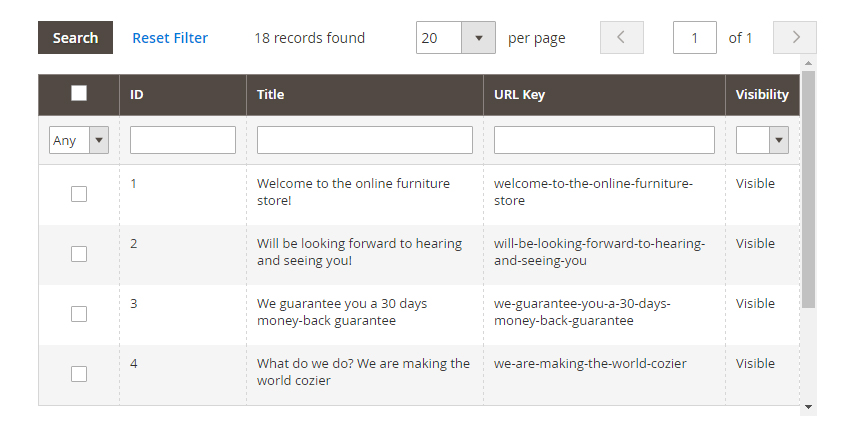 Search Reset Filter 18 records found 20 per page 1 of 1
ID Title URL Key Visibility
Any
1 Welcome to the online furniture welcome-to-the-online-furniture- Visible
store! store
2 Will be looking forward to hearing will-be-looking-forward-to-hearing- Visible
and seeing you! and-seeing-you
3 We guarantee you a 30 days we-guarantee-you-a-30-days- Visible
money-back guarantee money-back-guarantee
4 What do we do? We are making the we-are-making-the-world-cozier Visible
world cozier